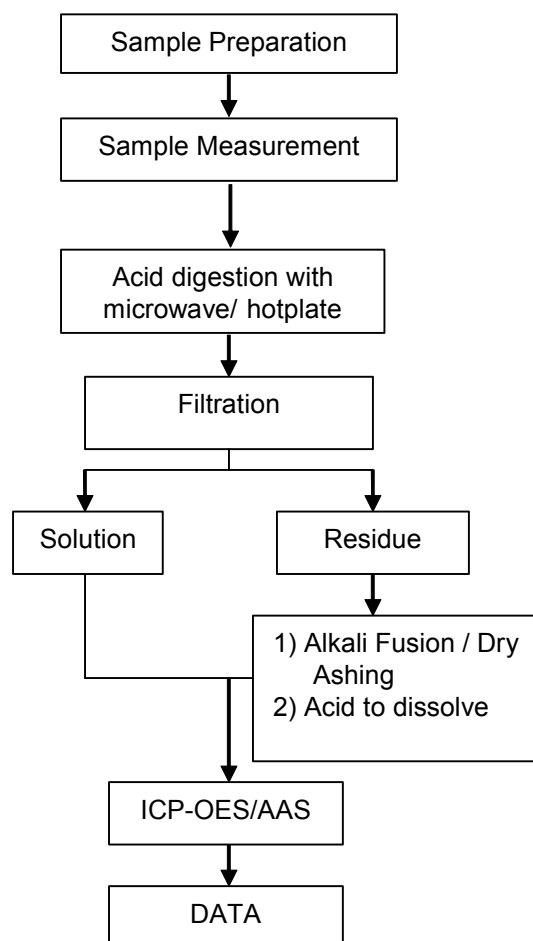 Sample Preparation
Sample Measurement
Acid digestion with
microwave/ hotplate
Filtration
Solution
Residue
1) Alkali Fusion / Dry
Ashing
2) Acid to dissolve
ICP-OES/AAS
DATA